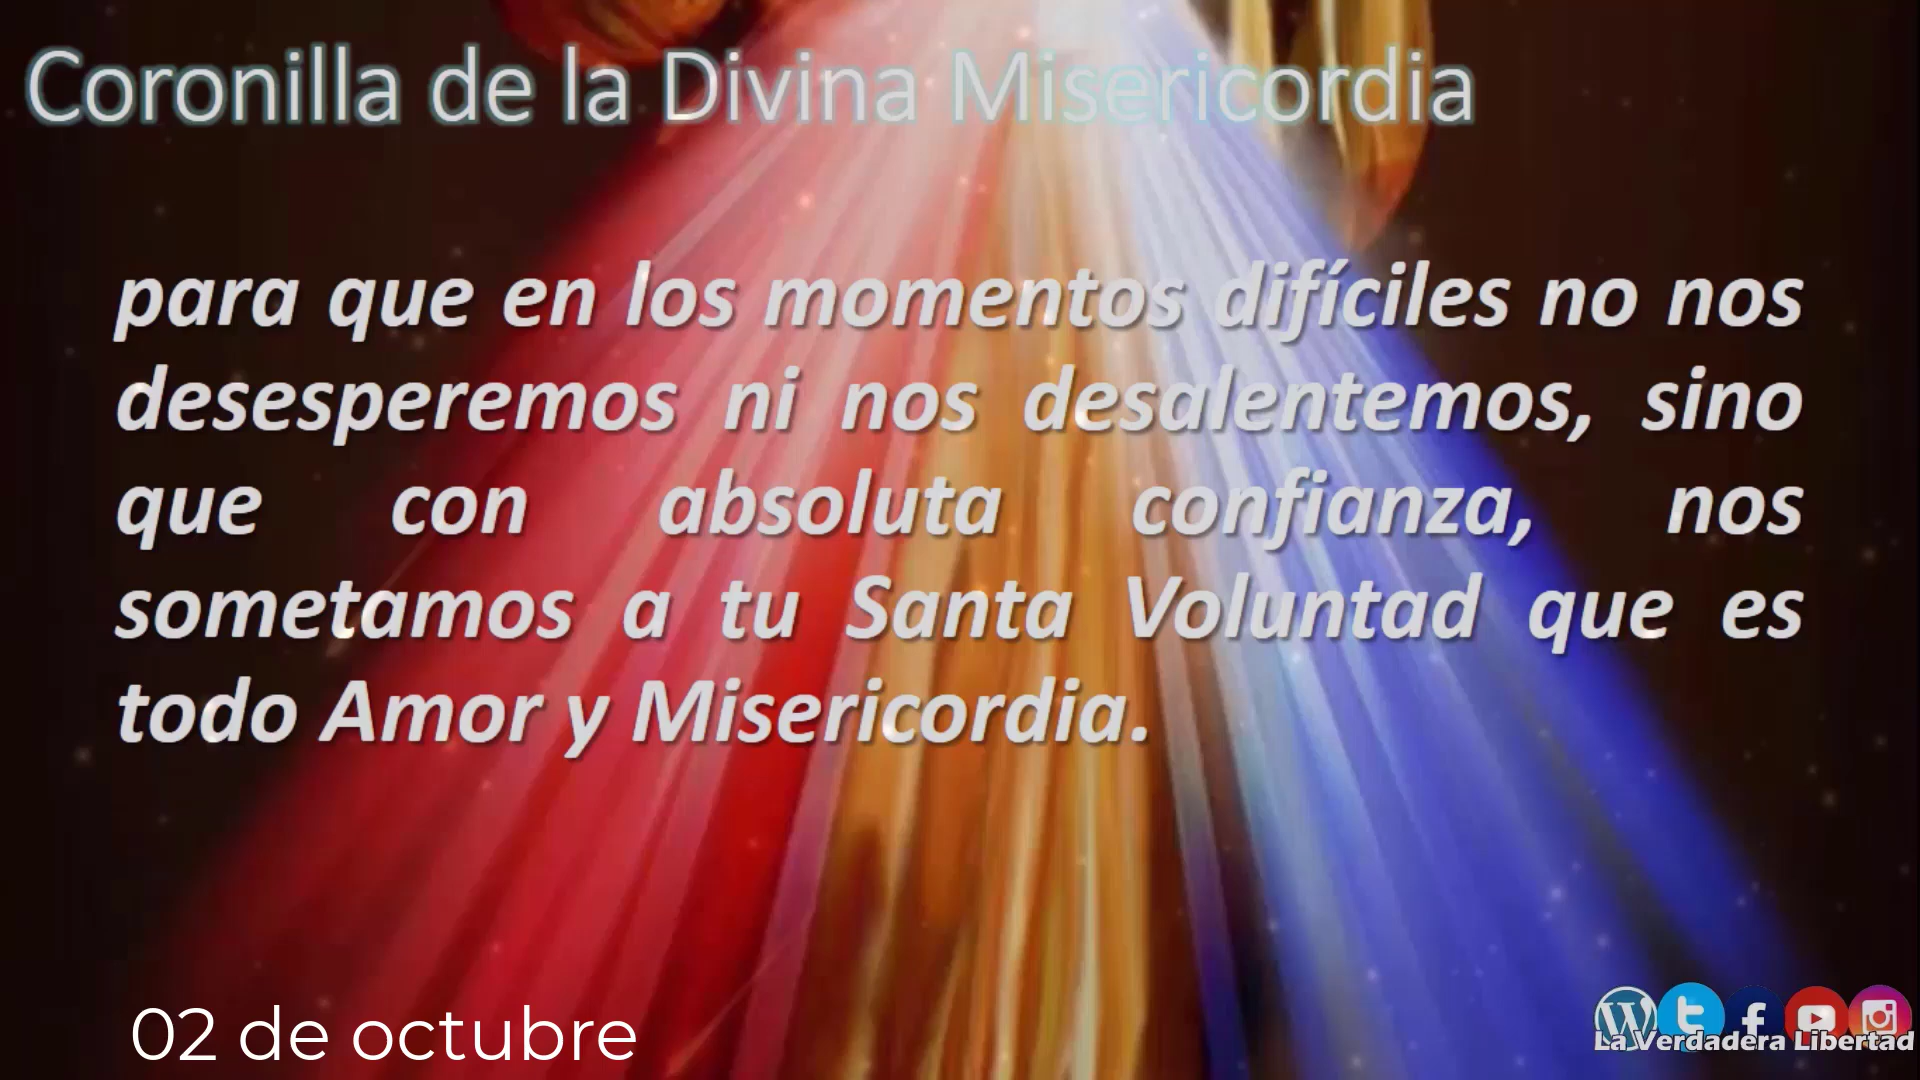 Coronilla de la Divina Misericordia
para que en los momentos difíciles no nos
desesperemos ni nos desalentemos, sino
que con absoluta confianza, nos
sometamos a tu Santa Voluntad que es
todo Amor y Misericordia.
02 de octubre
La Verdadera Libertad